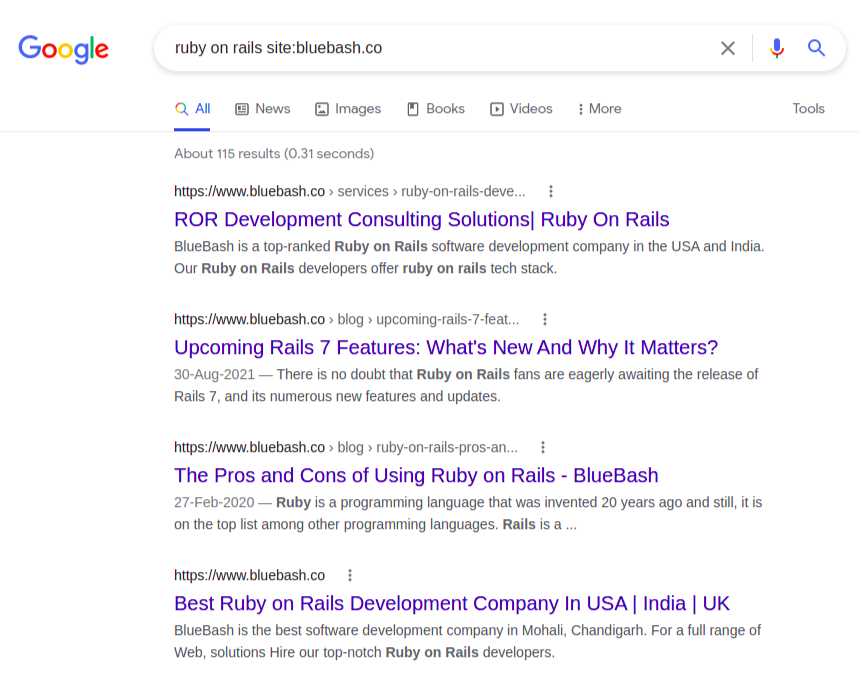 Google
ruby on rails site:bluebash.co
All News Images Books Videos More Tools
About 115 results (0.31 seconds)
https://www.bluebash.co › services › ruby-on-rails-deve...
ROR Development Consulting Solutions| Ruby On Rails
BlueBash is a top-ranked Ruby on Rails software development company in the USA and India.
Our Ruby on Rails developers offer ruby on rails tech stack.
https://www.bluebash.co › blog › upcoming-rails-7-feat...
Upcoming Rails 7 Features: What's New And Why It Matters?
30-Aug-2021 — There is no doubt that Ruby on Rails fans are eagerly awaiting the release of
Rails 7, and its numerous new features and updates.
https://www.bluebash.co › blog › ruby-on-rails-pros-an...
The Pros and Cons of Using Ruby on Rails - BlueBash
27-Feb-2020 — Ruby is a programming language that was invented 20 years ago and still, it is
on the top list among other programming languages. Rails is a ...
https://www.bluebash.co
Best Ruby on Rails Development Company In USA | India | UK
BlueBash is the best software development company in Mohali, Chandigarh. For a full range of
Web, solutions Hire our top-notch Ruby on Rails developers.